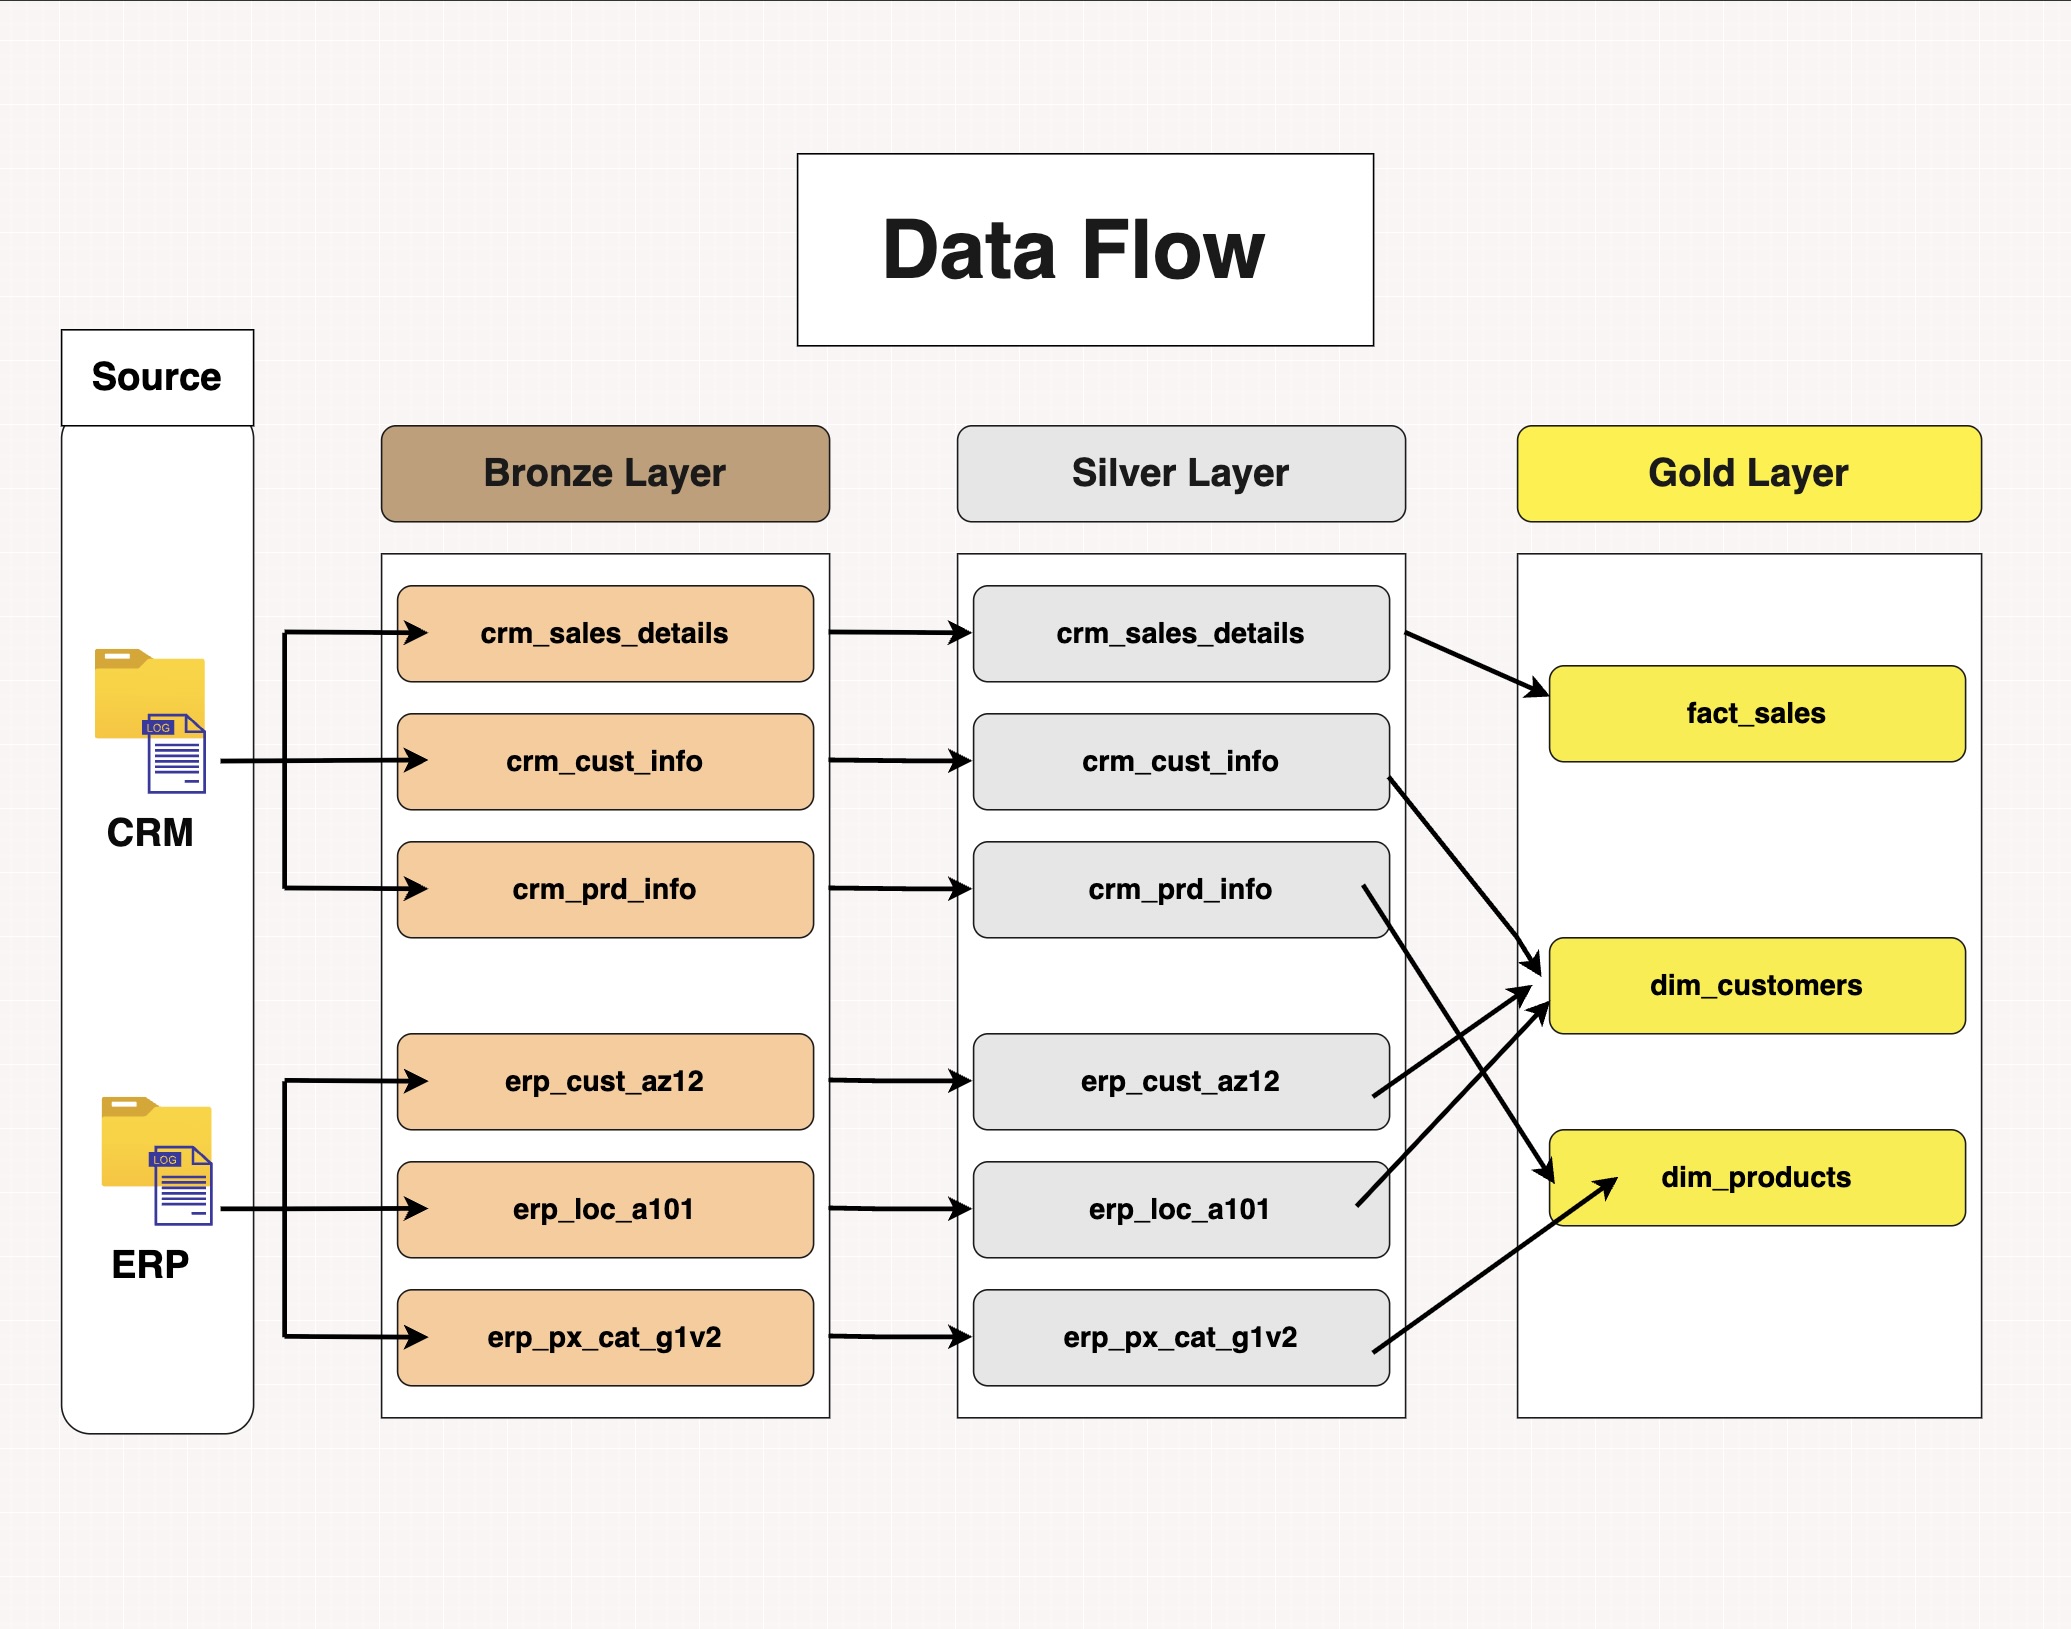 Data Flow
Source
Bronze Layer
Silver Layer
Gold Layer
crm_sales_details
crm_sales_details
fact_sales
LOG
crm_cust_info
crm_cust_info
CRM
crm_prd_info
crm_prd_info
dim_customers
erp_cust_az12
erp_cust_az12
LOG
dim_products
erp_loc_a101
erp_loc_a101
ERP
erp_px_cat_g1v2
erp_px_cat_g1v2